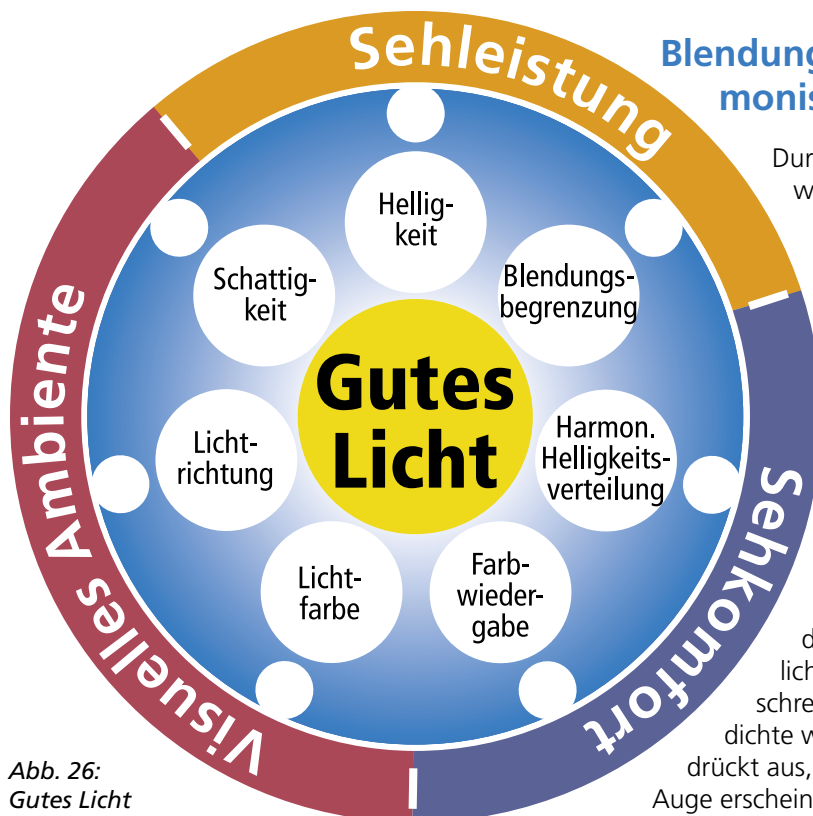 Sehleistung
Sehkomfort
Visuelles Ambiente
Hellig-
keit
Blendungs-
begrenzung
Harmon.
Helligkeits-
verteilung
Farb-
wieder-
gabe
Licht-
farbe
Licht-
richtung
Schattig-
keit
Gutes
Licht
Abb. 26:
Gutes Licht
Blendung
monis
Dur
w
d
lich
schre
dichte w
drückt aus,
Auge erschein